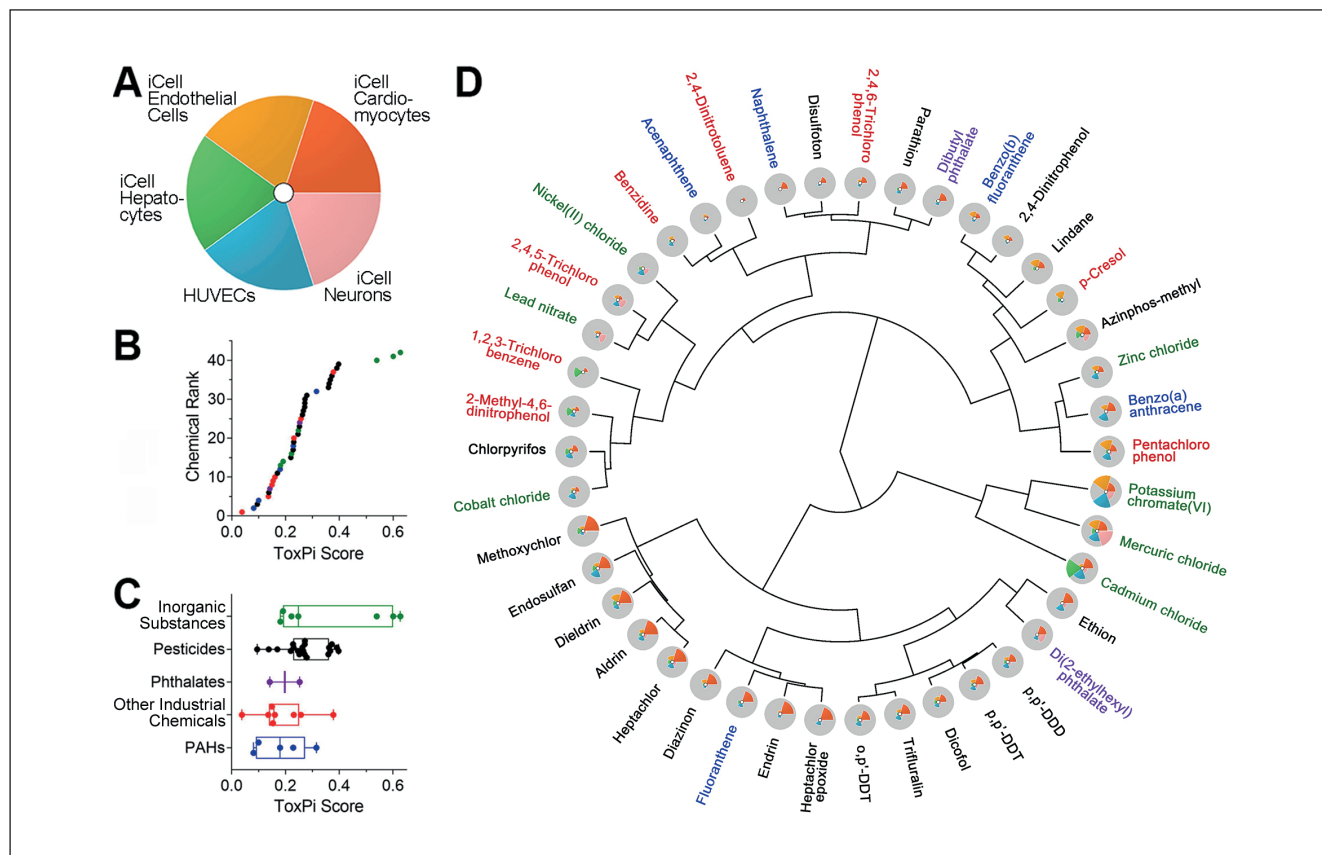 A
iCell
Endothelial
Cells
iCell
Cardio-
myocytes
iCell
Hepato-
cytes
HUVECs
iCell
Neurons
B
Chemical Rank
40
30
20
10
0
0.0 0.2 0.4 0.6
ToxPi Score
C
Inorganic
Substances
Pesticides
Phthalates
Other Industrial
Chemicals
PAHs
0.0 0.2 0.4 0.6
ToxPi Score
D
Nickel(II) chloride
Benzidine
Acenaphthene
2,4-Dinitrotoluene
Naphthalene
Disulfoton
2,4,6-Trichloro
phenol
Parathion
Dibutyl
phthalate
Benzo(b)
fluoranthene
2,4-Dinitrophenol
Lindane
p-Cresol
Azinphos-methyl
Zinc chloride
Benzo(a)
anthracene
Pentachloro
phenol
Potassium
chromate(VI)
Mercuric chloride
Cadmium chloride
Ethion
Di(2-ethylhexyl)
phthalate
p,p'-DDD
p,p'-DDT
Dicofol
Trifluralin
o,p'-DDT
Heptachlor
epoxide
Endrin
Fluoranthene
Diazinon
Heptachlor
Aldrin
Dieldrin
Endosulfan
Methoxychlor
Cobalt chloride
Chlorpyrifos
2-Methyl-4,6-
dinitrophenol
1,2,3-Trichloro
benzene
Lead nitrate
2,4,5-Trichloro
phenol